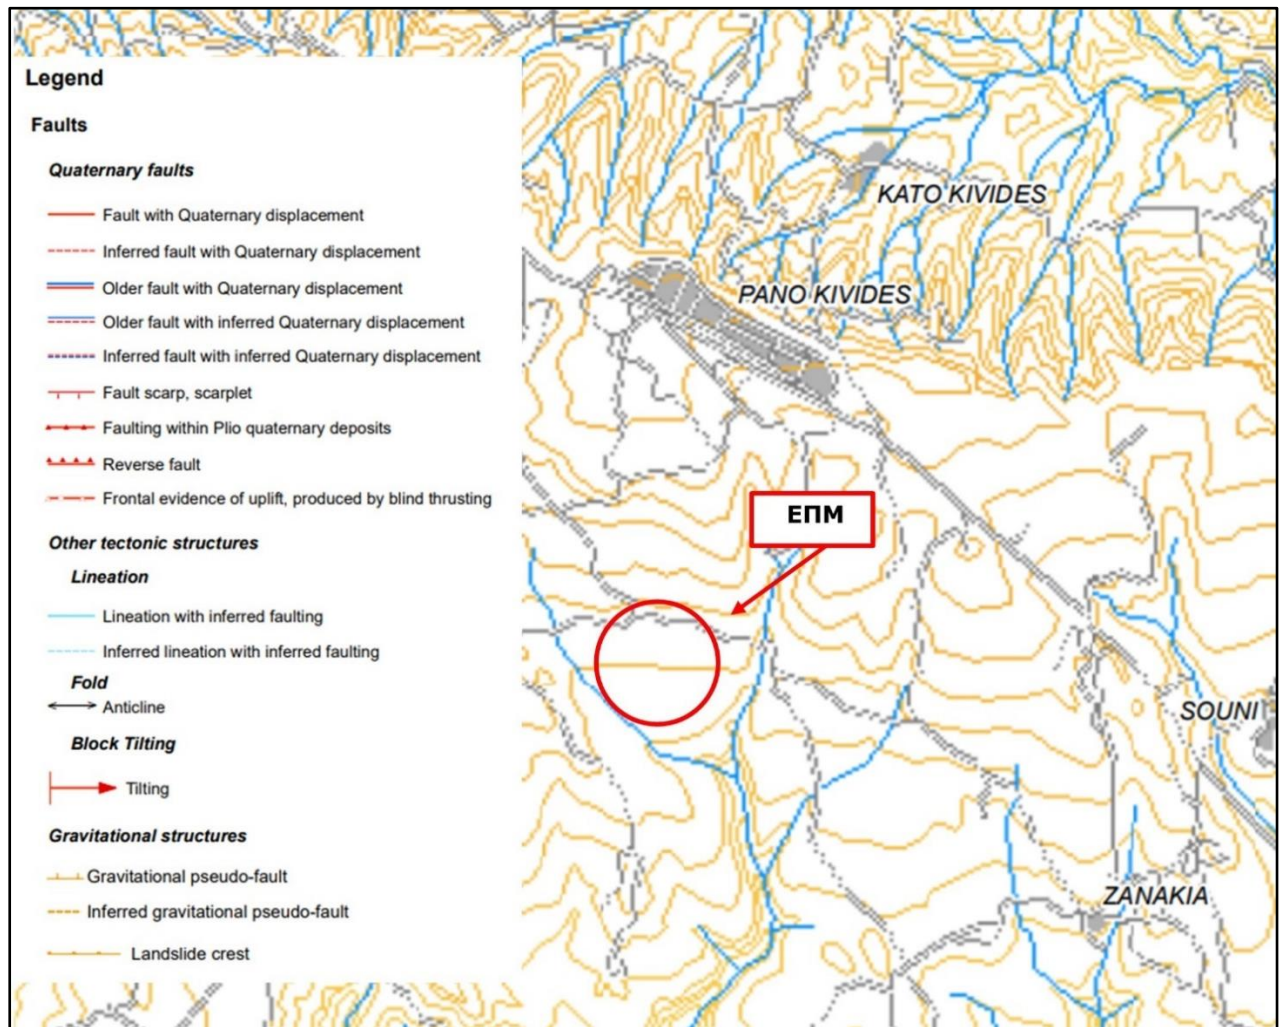 Legend
Faults
Quaternary faults
Fault with Quaternary displacement
Inferred fault with Quaternary displacement
Older fault with Quaternary displacement
Older fault with inferred Quaternary displacement
Inferred fault with inferred Quaternary displacement
Fault scarp, scarplet
Faulting within Plio quaternary deposits
Reverse fault
Frontal evidence of uplift, produced by blind thrusting
Other tectonic structures
Lineation
Lineation with inferred faulting
Inferred lineation with inferred faulting
Fold
Anticline
Block Tilting
Tilting
Gravitational structures
Gravitational pseudo-fault
Inferred gravitational pseudo-fault
Landslide crest
KATO KIVIDES
PANO KIVIDES
ΕΠΜ
SOUNI
ZANAKIA